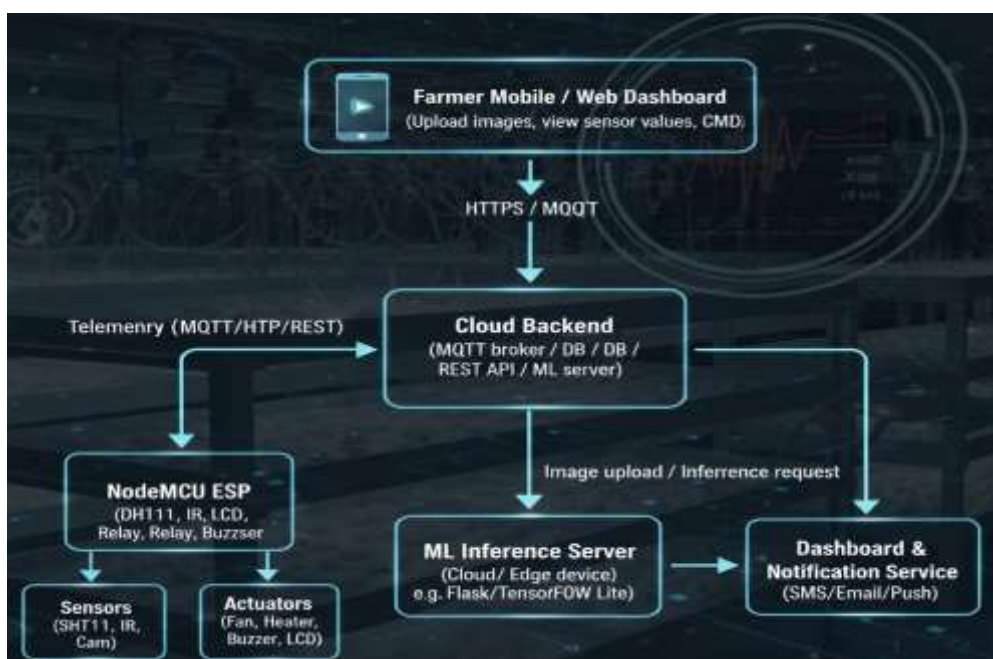 Farmer Mobile / Web Dashboard
(Upload images, view sensor values, CMD.
HTTPS / MOQT
Telemenry (MQTT/HTP/REST)
Cloud Backend
(MQTT broker / DB / DB /
REST API / ML server)
Image upload / Inferrence request
NodeMCU ESP
(DH111, IR, LCD,
Relay, Relay, Buzzser
ML Inference Server
(Cloud/ Edge device)
e.g. Flask/TensorFOW Lite)
Dashboard &
Notification Service
(SMS/Email/Push)
Sensors
(SHT11, IR,
Cam)
Actuators
(Fan, Heater,
Buzzer, LCD)